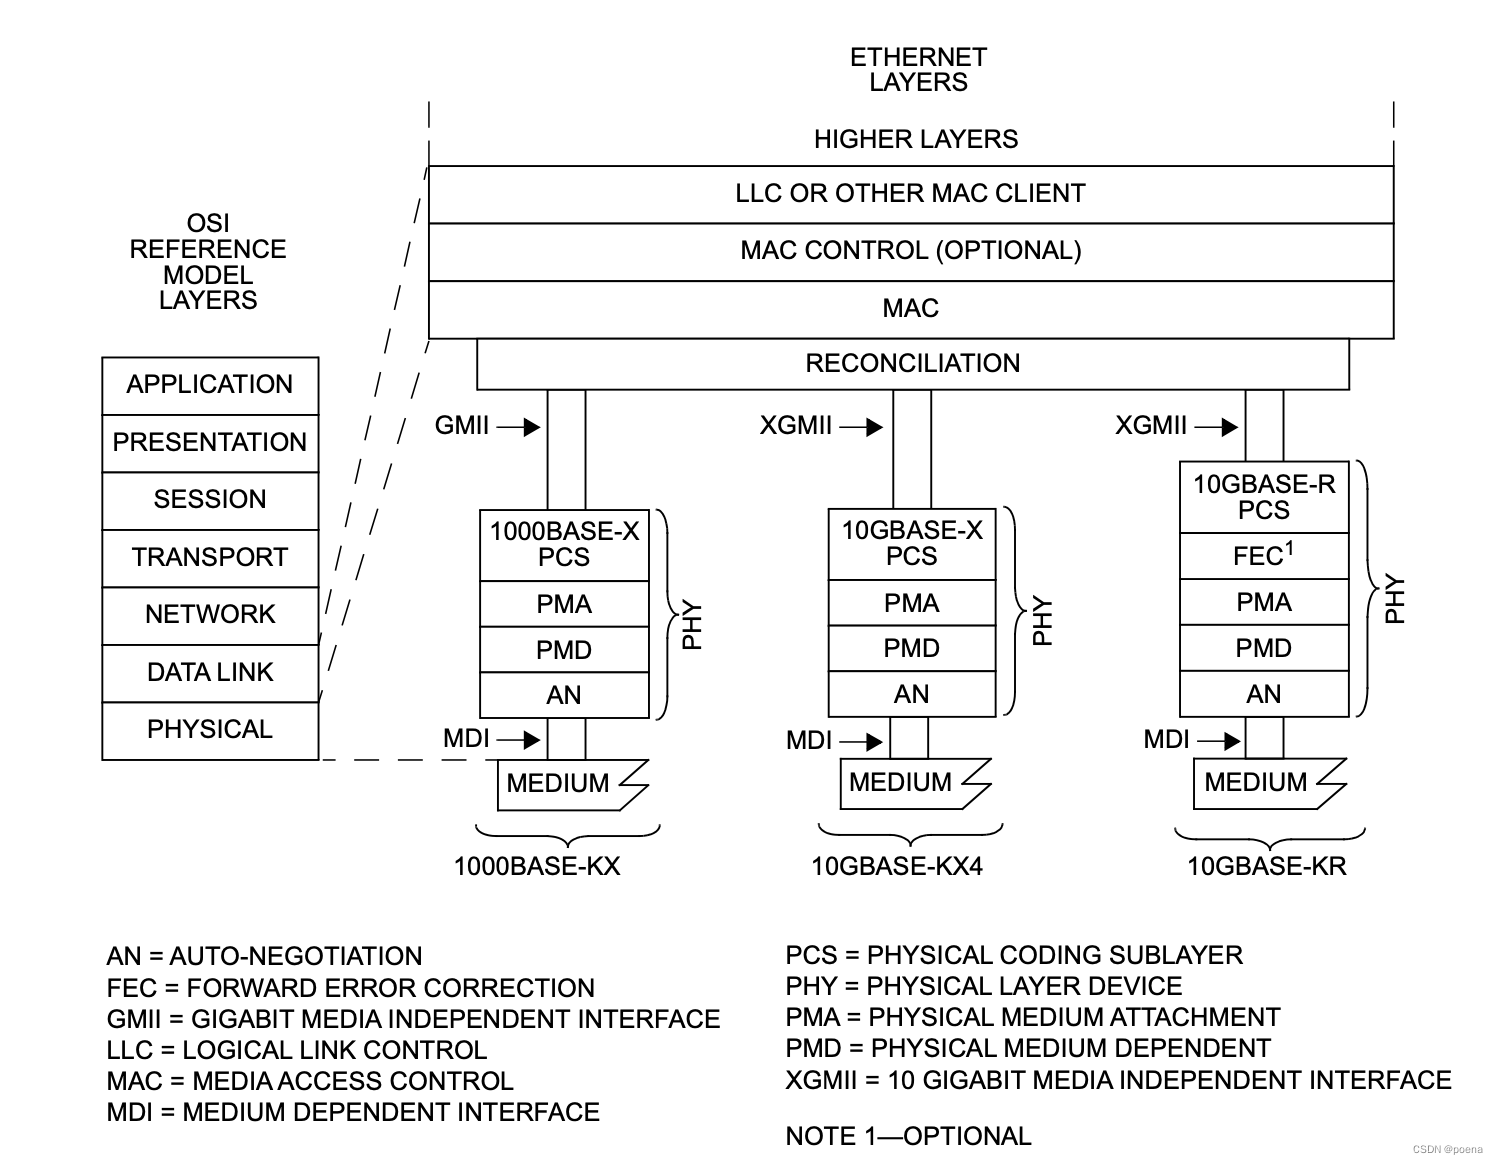 ETHERNET
LAYERS
HIGHER LAYERS
LLC OR OTHER MAC CLIENT
MAC CONTROL (OPTIONAL)
MAC
RECONCILIATION
OSI
REFERENCE
MODEL
LAYERS
APPLICATION
PRESENTATION
SESSION
TRANSPORT
NETWORK
DATA LINK
PHYSICAL
GMII
1000BASE-X
PCS
PMA
PMD
AN
PHY
MDI
MEDIUM
1000BASE-KX
XGMII
10GBASE-X
PCS
PMA
PMD
AN
PHY
MDI
MEDIUM
10GBASE-KX4
XGMII
10GBASE-R
PCS
FEC1
PMA
PMD
AN
PHY
MDI
MEDIUM
10GBASE-KR
AN = AUTO-NEGOTIATION
FEC = FORWARD ERROR CORRECTION
GMII = GIGABIT MEDIA INDEPENDENT INTERFACE
LLC = LOGICAL LINK CONTROL
MAC = MEDIA ACCESS CONTROL
MDI = MEDIUM DEPENDENT INTERFACE
PCS = PHYSICAL CODING SUBLAYER
PHY = PHYSICAL LAYER DEVICE
PMA = PHYSICAL MEDIUM ATTACHMENT
PMD = PHYSICAL MEDIUM DEPENDENT
XGMII = 10 GIGABIT MEDIA INDEPENDENT INTERFACE
NOTE 1—OPTIONAL
CSDN @poena